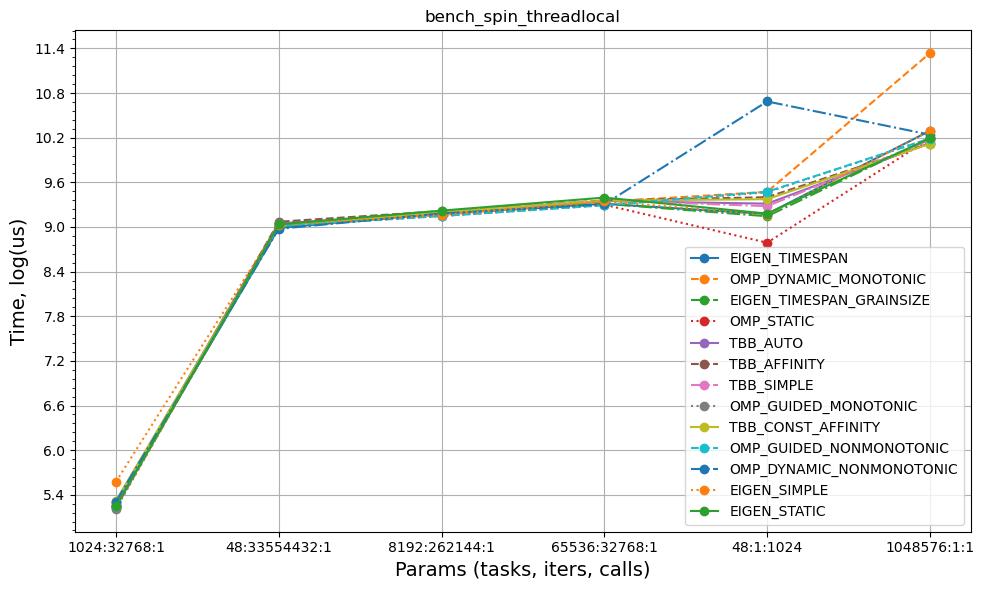 bench_spin_threadlocal
Time, log(us)
11.4
10.8
10.2
9.6
9.0
8.4
7.8
7.2
6.6
6.0
5.4
EIGEN_TIMESPAN
OMP_DYNAMIC_MONOTONIC
EIGEN_TIMESPAN_GRAINSIZE
OMP_STATIC
TBB_AUTO
TBB_AFFINITY
TBB_SIMPLE
OMP_GUIDED_MONOTONIC
TBB_CONST_AFFINITY
OMP_GUIDED_NONMONOTONIC
OMP_DYNAMIC_NONMONOTONIC
EIGEN_SIMPLE
EIGEN_STATIC
1024:32768:1 48:33554432:1 8192:262144:1 65536:32768:1 48:1:1024 1048576:1:1
Params (tasks, iters, calls)